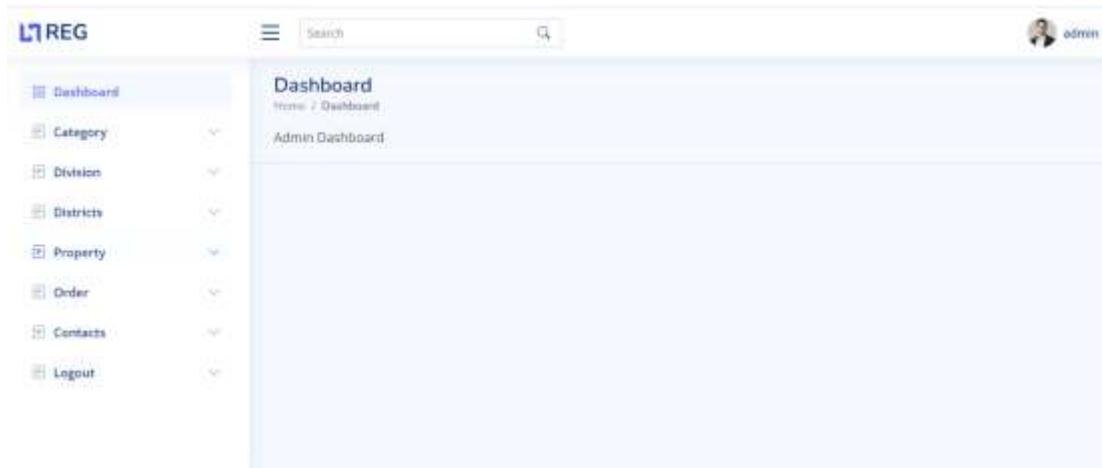 REG
Search
admin
Dashboard
Category
Division
Districts
Property
Order
Contacts
Logout
Dashboard
Home / Dashboard
Admin Dashboard